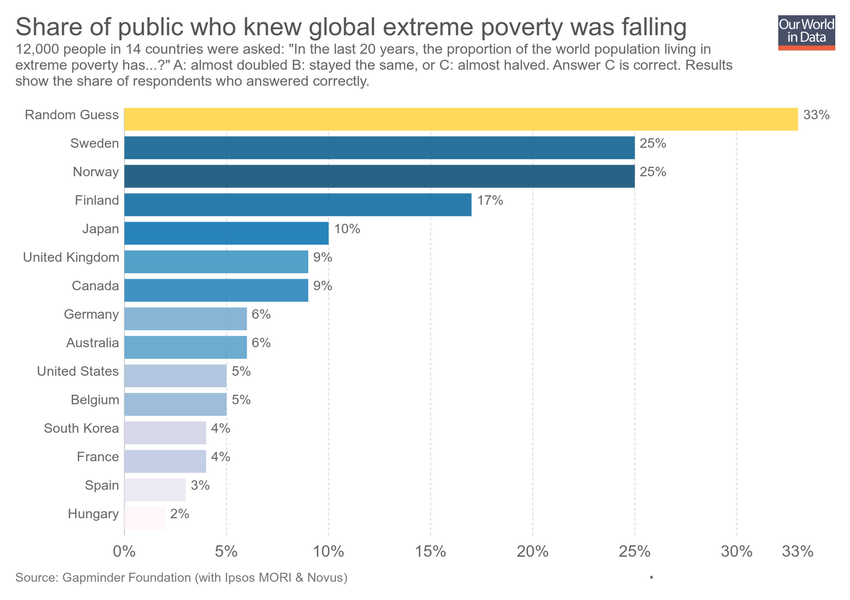 Share of public who knew global extreme poverty was falling
Our World
in Data
12,000 people in 14 countries were asked: "In the last 20 years, the proportion of the world population living in
extreme poverty has...?" A: almost doubled B: stayed the same, or C: almost halved. Answer C is correct. Results
show the share of respondents who answered correctly.
Random Guess 33%
Sweden 25%
Norway 25%
Finland 17%
Japan 10%
United Kingdom 9%
Canada 9%
Germany 6%
Australia 6%
United States 5%
Belgium 5%
South Korea 4%
France 4%
Spain 3%
Hungary 2%
0% 5% 10% 15% 20% 25% 30% 33%
Source: Gapminder Foundation (with Ipsos MORI & Novus)